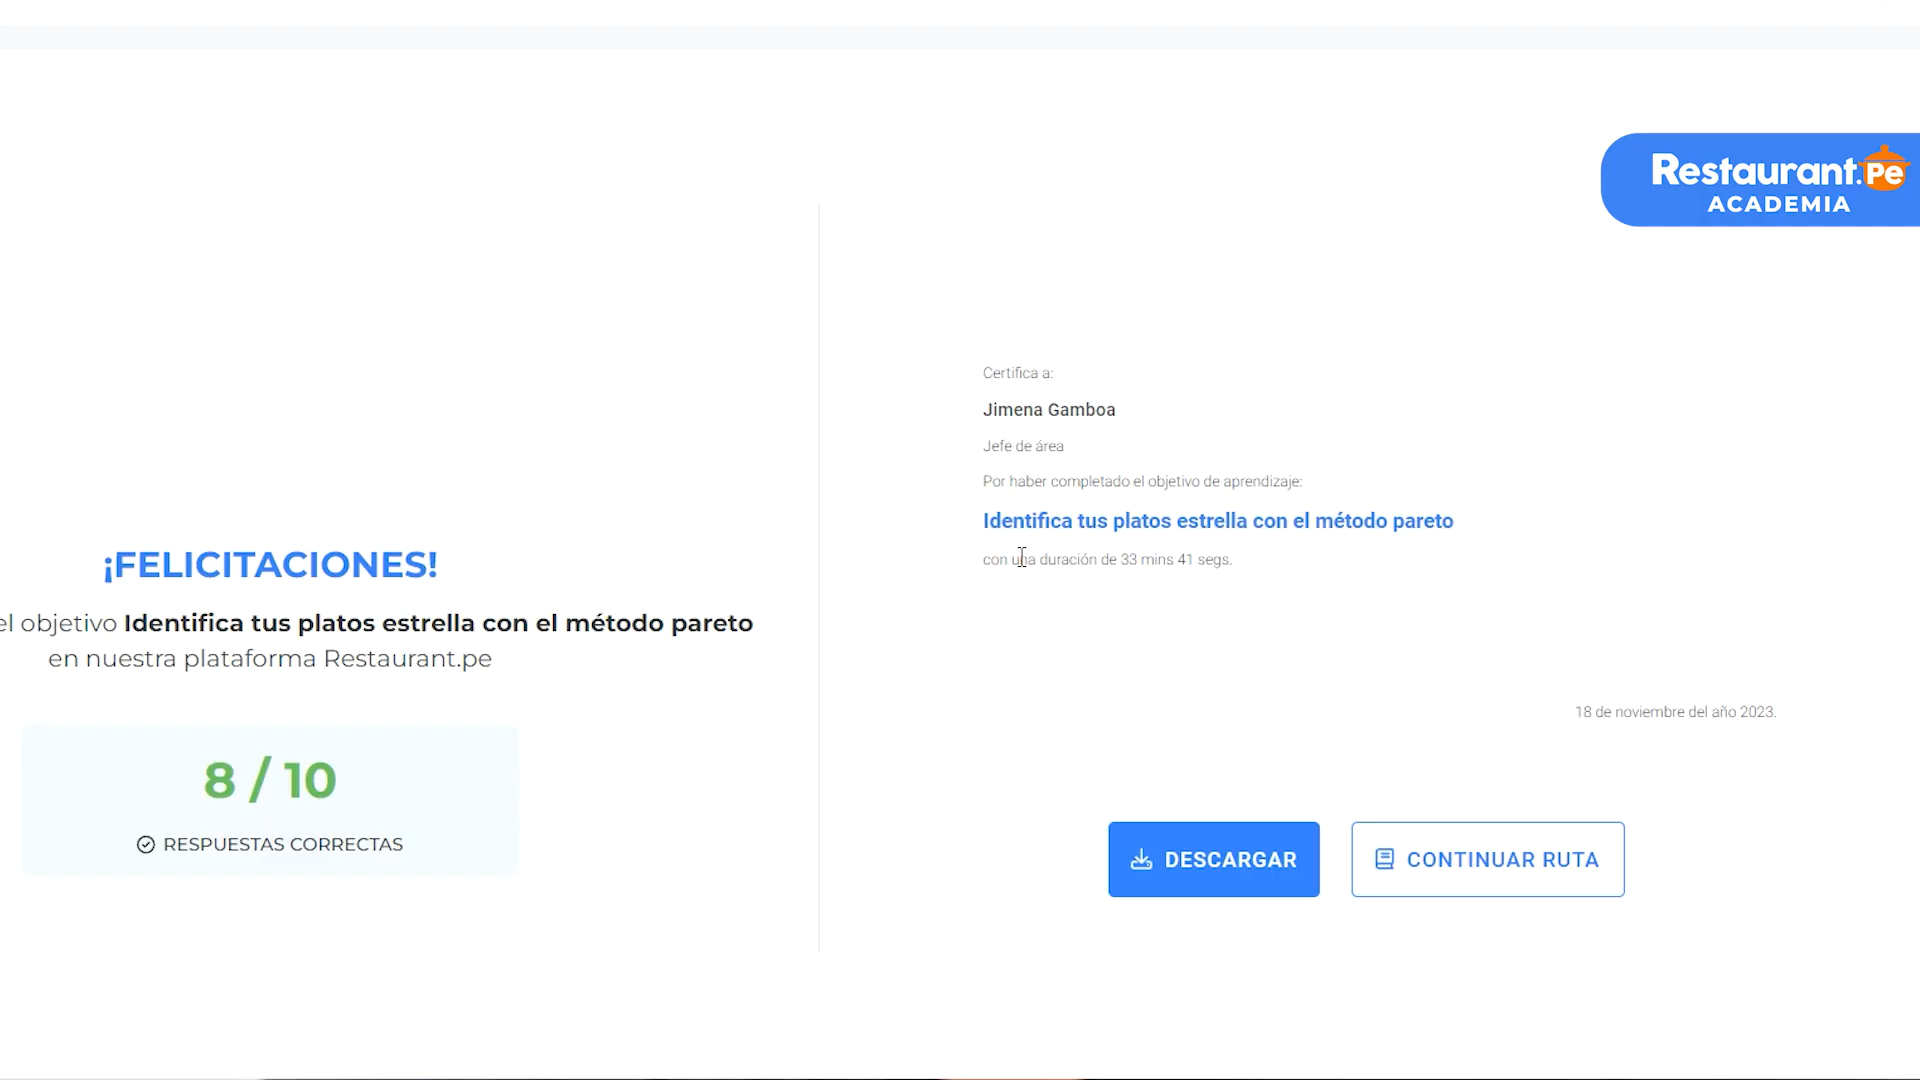 Restaurant.Pe
ACADEMIA
Certifica a:
Jimena Gamboa
Jefe de área
Por haber completado el objetivo de aprendizaje:
Identifica tus platos estrella con el método pareto
con una duración de 33 mins 41 segs.
18 de noviembre del año 2023.
DESCARGAR
CONTINUAR RUTA
¡FELICITACIONES!
el objetivo Identifica tus platos estrella con el método pareto
en nuestra plataforma Restaurant.pe
8 / 10
RESPUESTAS CORRECTAS